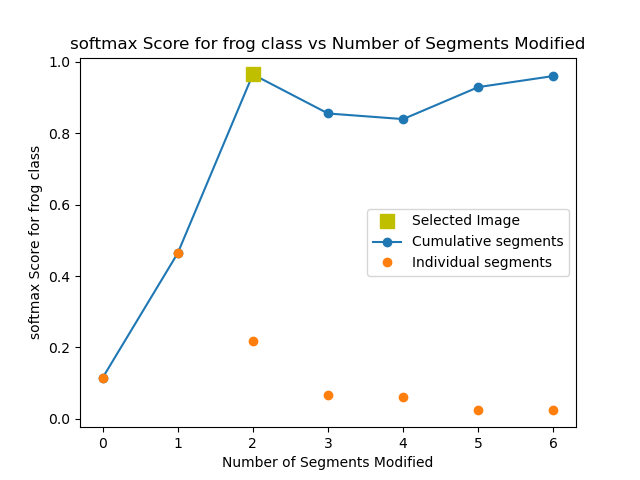 softmax Score for frog class vs Number of Segments Modified
softmax Score for frog class
1.0
0.8
0.6
0.4
0.2
0.0
Selected Image
Cumulative segments
Individual segments
0 1 2 3 4 5 6
Number of Segments Modified